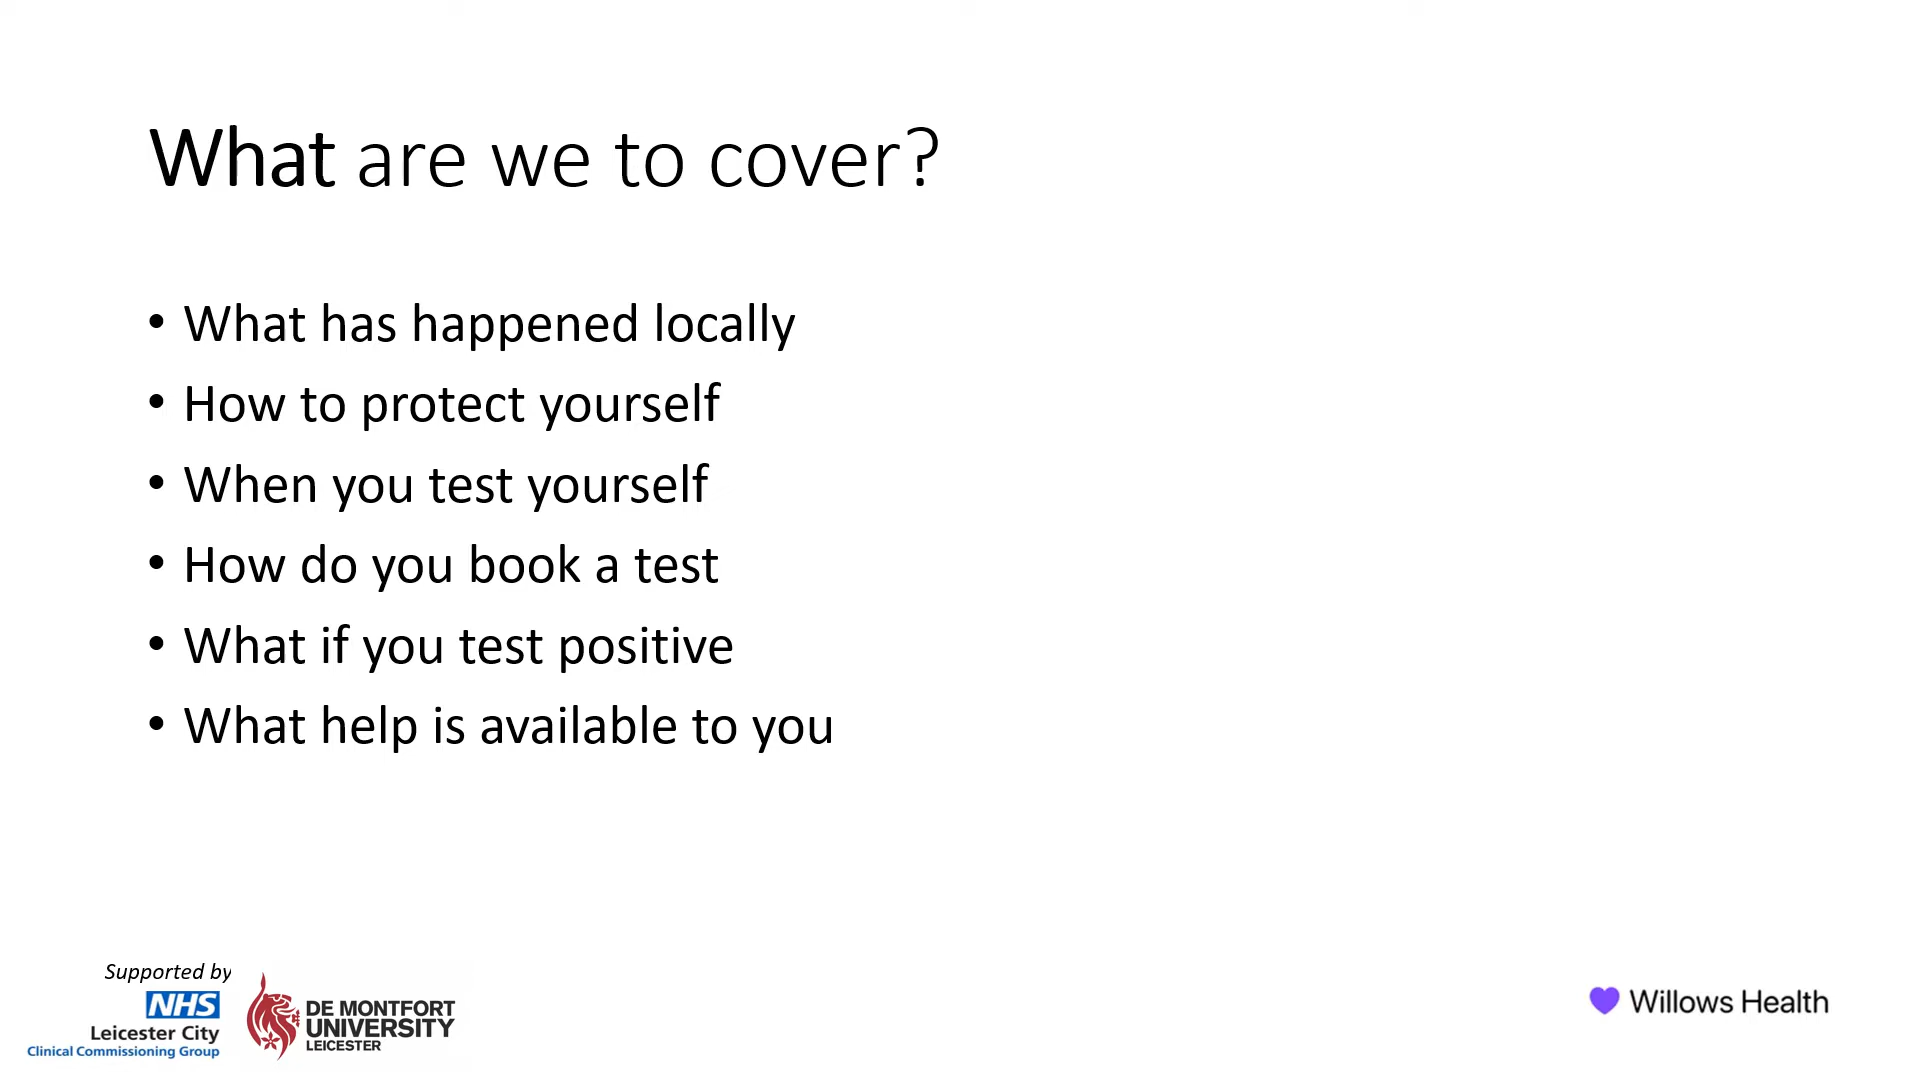 What are we to cover?
• What has happened locally
• How to protect yourself
• When you test yourself
• How do you book a test
• What if you test positive
• What help is available to you
Supported by
NHS
Leicester City
Clinical Commissioning Group
DE MONTFORT
UNIVERSITY
LEICESTER
Willows Health